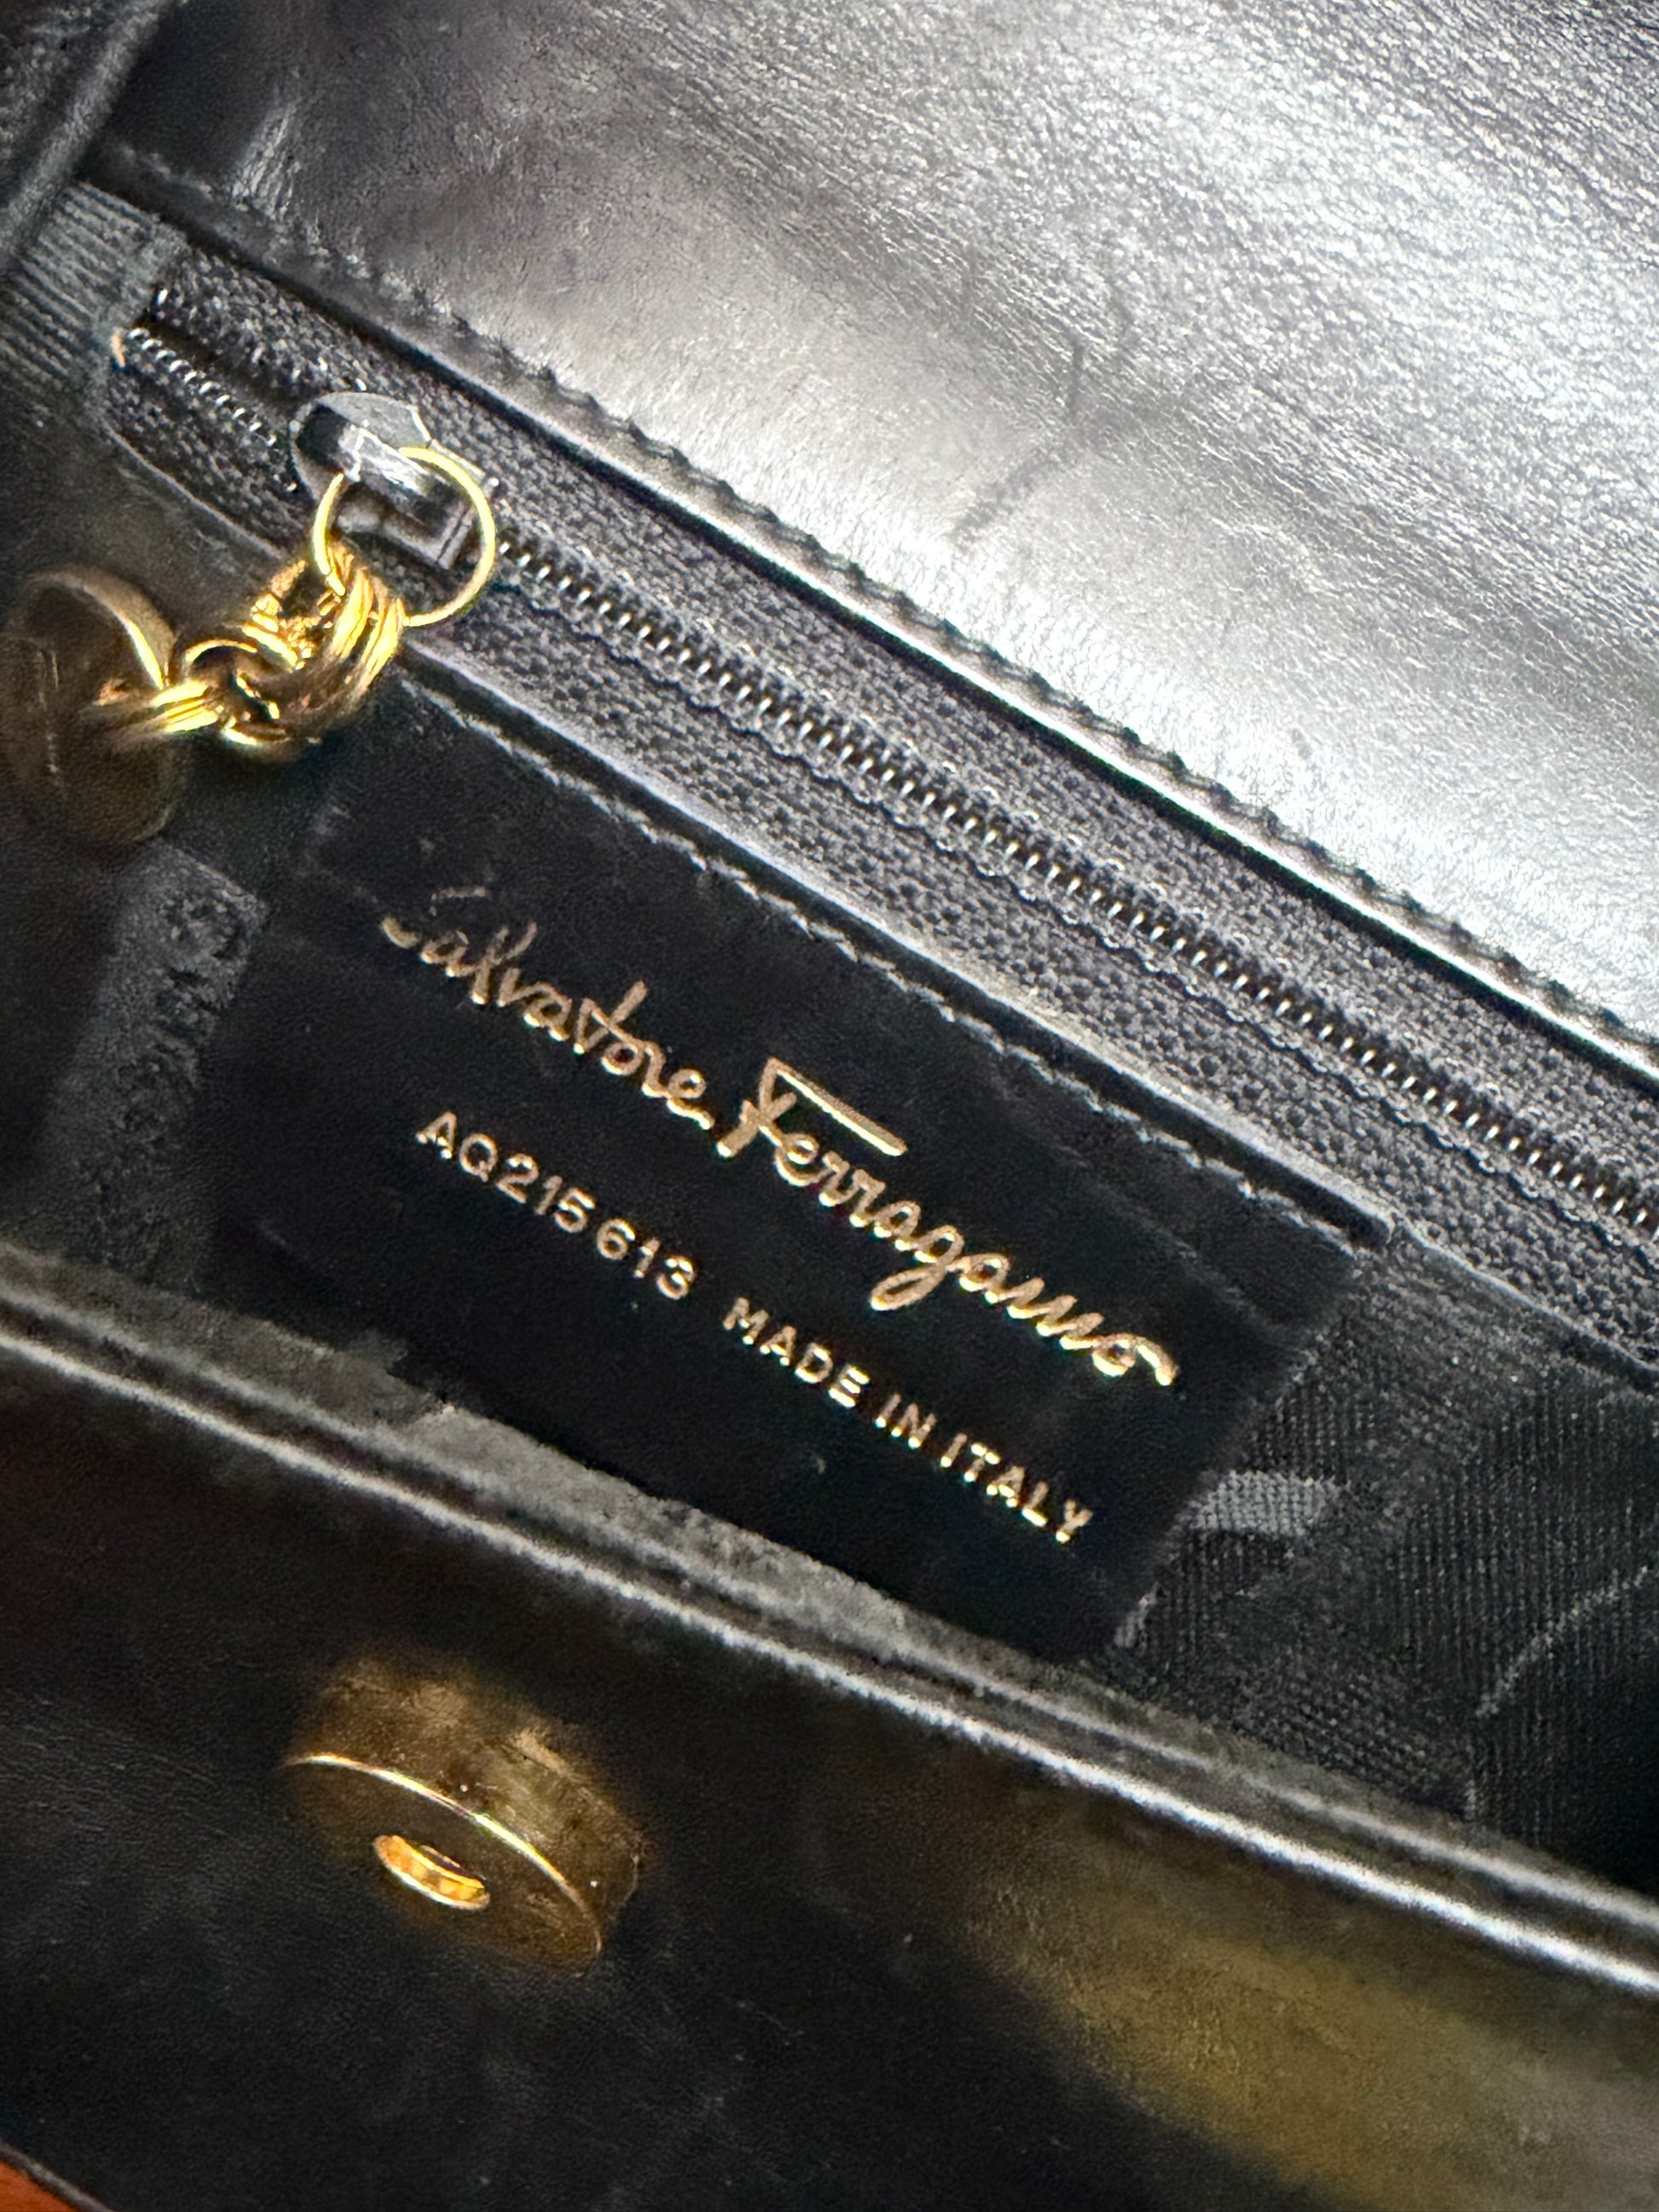 Salvatore Ferragamo
AQ215613 MADE IN ITALY